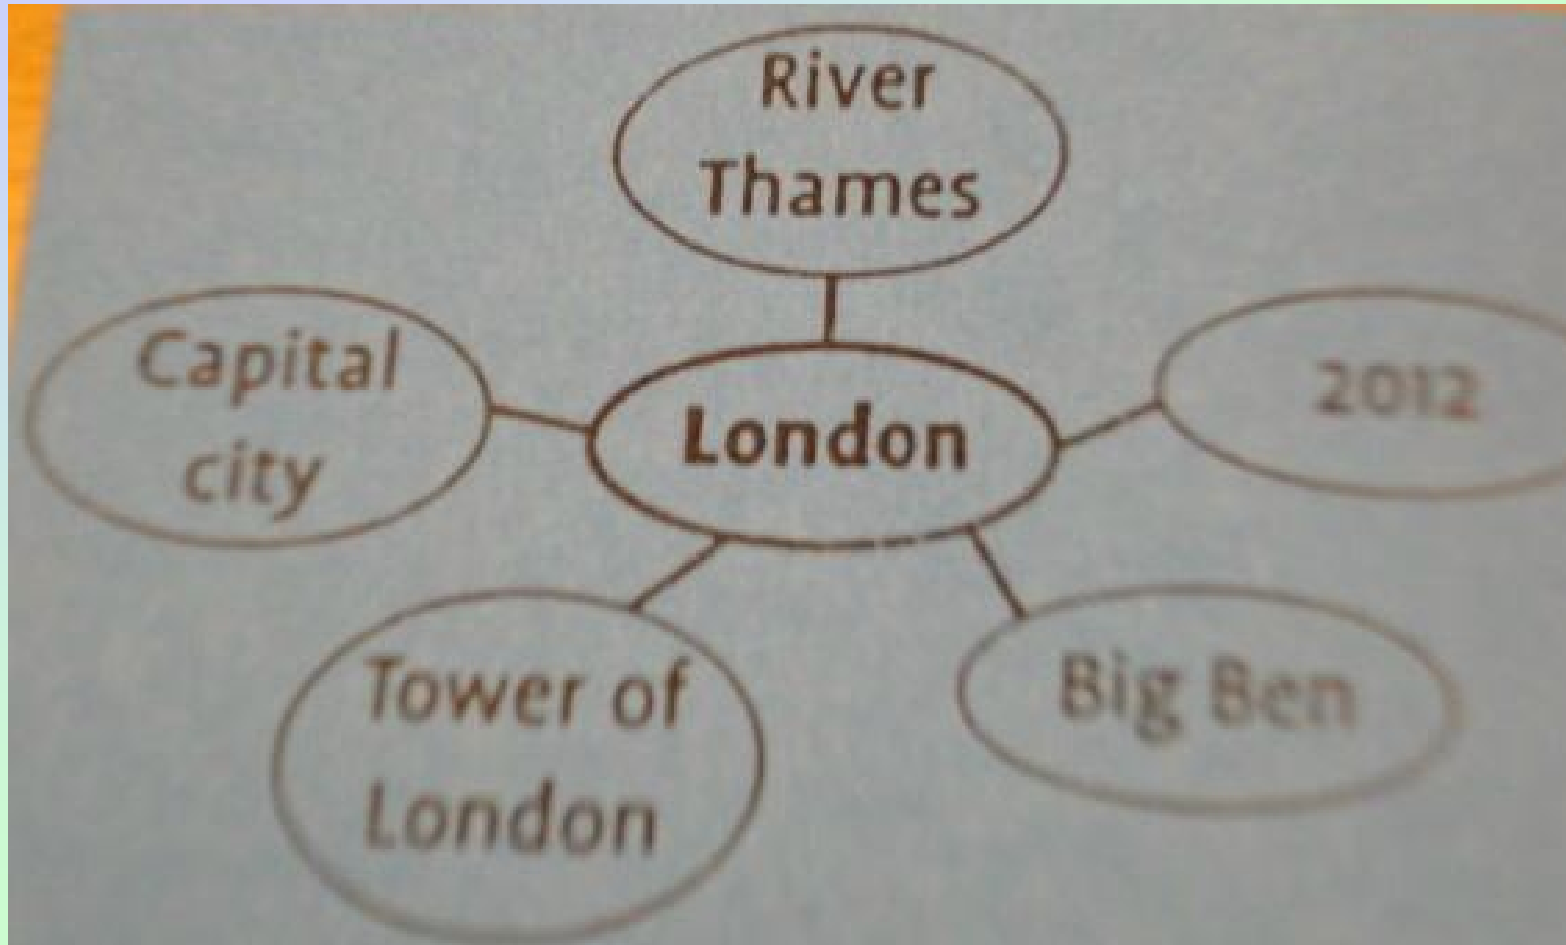 River
Thames
Capital
city
London
2012
Tower of
London
Big Ben